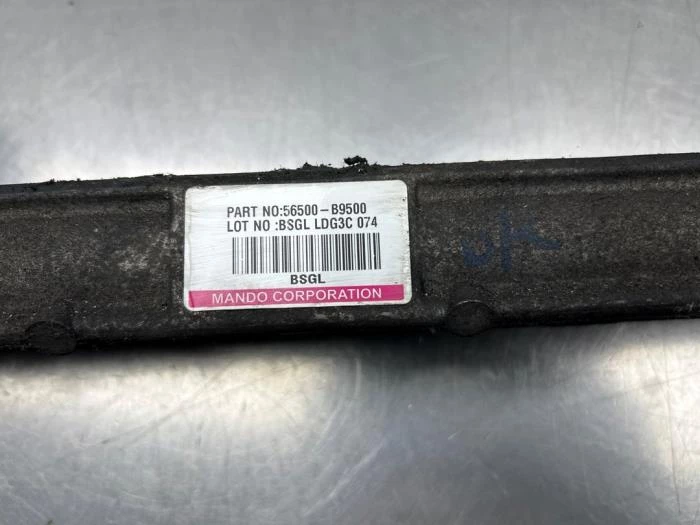 PART NO:56500-B9500
LOT NO :BSGL LDG3C 074
BSGL
MANDO CORPORATION